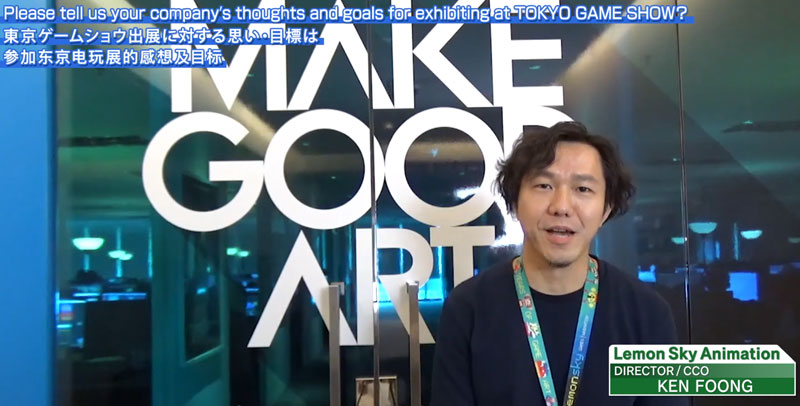 Please tell us your company's thoughts and goals for exhibiting at TOKYO GAME SHOW?
東京ゲームショウ出展に対する思い・目標は
参加东京电玩展的感想及目标
MAKE
GOOD
ART
lemonsky
Lemon Sky Animation
DIRECTOR / CCO
KEN FOONG